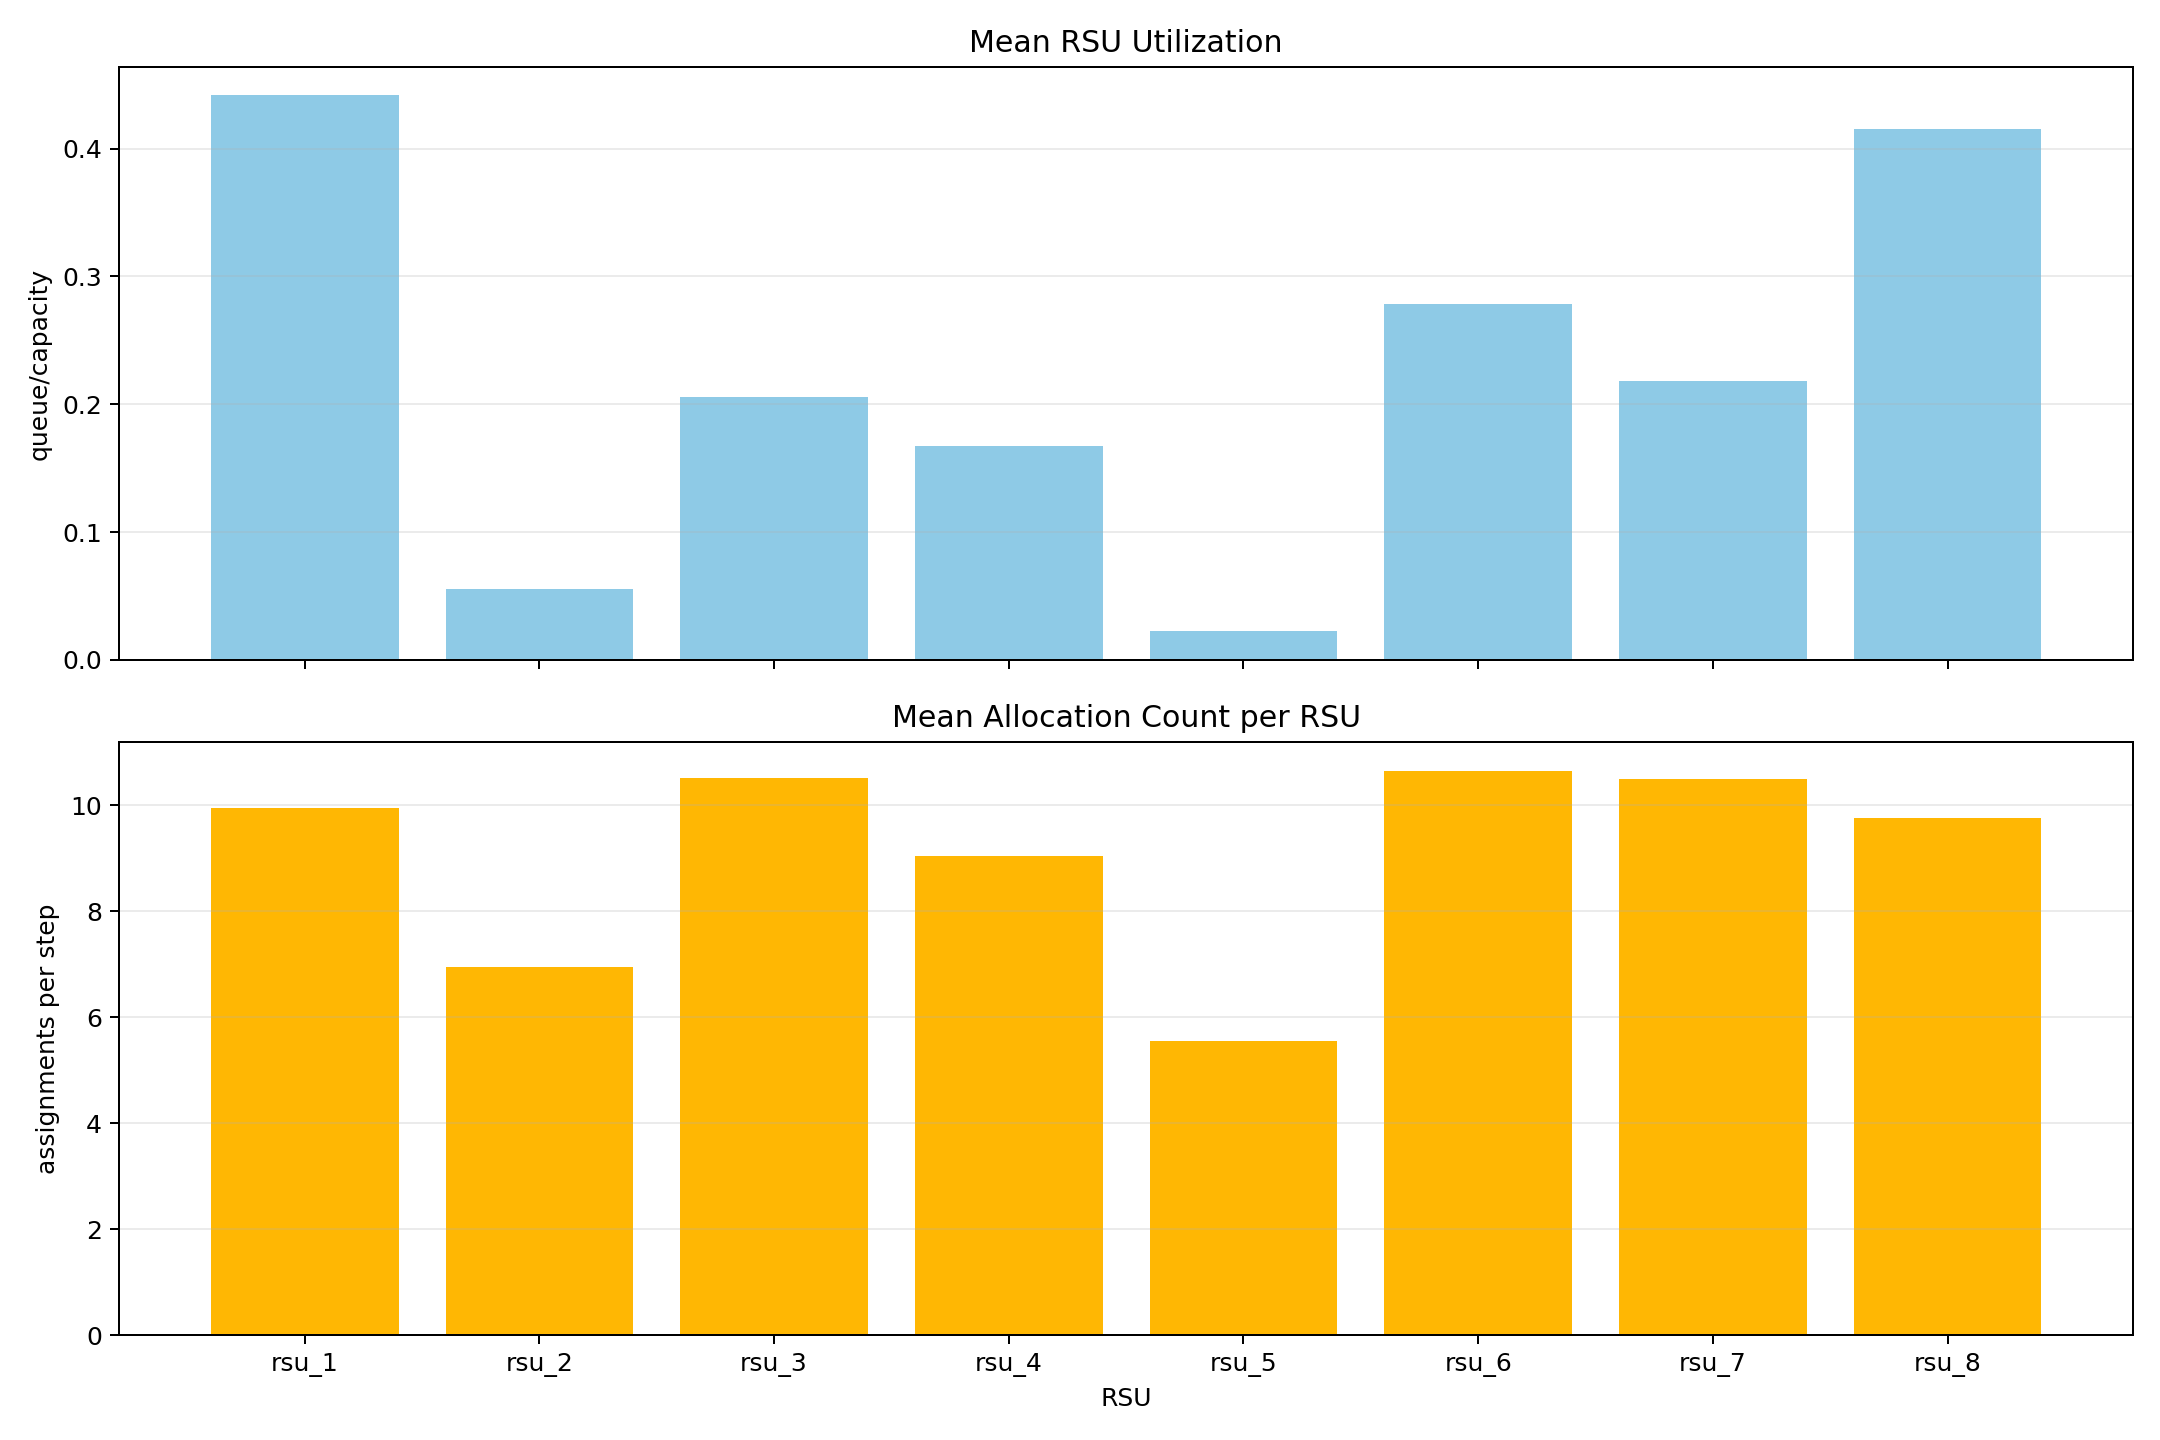 Mean RSU Utilization
queue/capacity
0.4
0.3
0.2
0.1
0.0
Mean Allocation Count per RSU
assignments per step
10
8
6
4
2
0
rsu_1 rsu_2 rsu_3 rsu_4 rsu_5 rsu_6 rsu_7 rsu_8
RSU